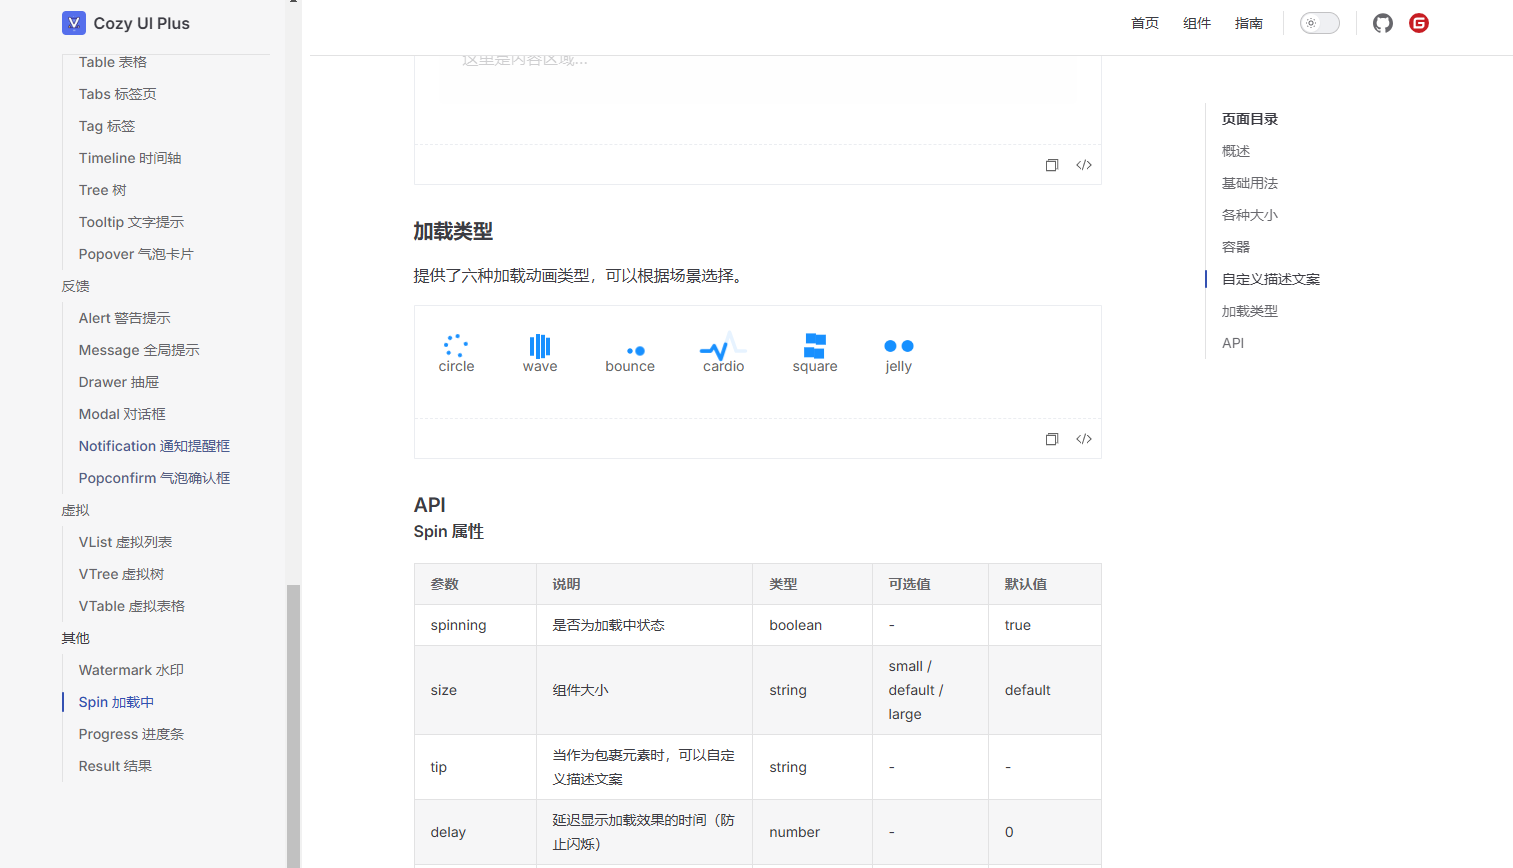 Cozy UI Plus
首页
组件
指南
Table 表格
Tabs 标签页
Tag 标签
Timeline 时间轴
Tree 树
Tooltip 文字提示
Popover 气泡卡片
反馈
Alert 警告提示
Message 全局提示
Drawer 抽屉
Modal 对话框
Notification 通知提醒框
Popconfirm 气泡确认框
虚拟
VList 虚拟列表
VTree 虚拟树
VTable 虚拟表格
其他
Watermark 水印
Spin 加载中
Progress 进度条
Result 结果
这里是内容区域...
加载类型
提供了六种加载动画类型，可以根据场景选择。
circle
wave
bounce
cardio
square
jelly
API
Spin 属性
参数 说明 类型 可选值 默认值
spinning 是否为加载中状态 boolean - true
size 组件大小 string small /
default /
large
default
tip 当作为包裹元素时，可以自定
义描述文案
string - -
delay 延迟显示加载效果的时间（防
止闪烁）
number - 0
页面目录
概述
基础用法
各种大小
容器
自定义描述文案
加载类型
API